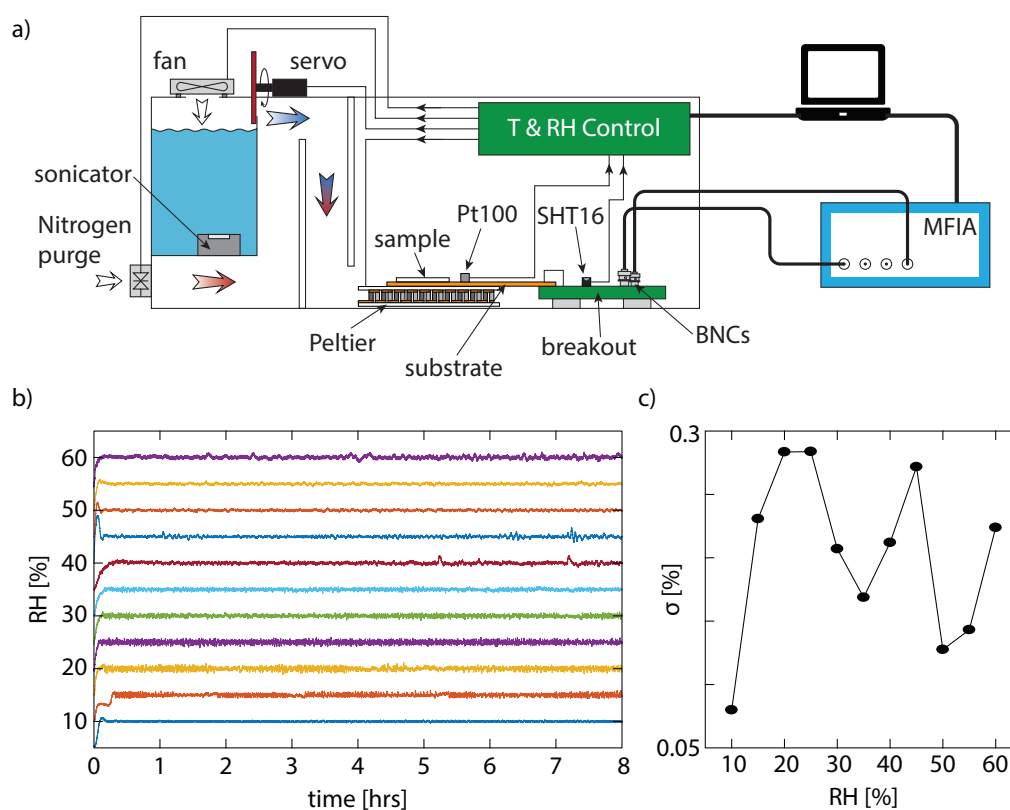 a)
fan
servo
T & RH Control
sonicator
Nitrogen
purge
sample
Pt100
SHT16
MFIA
Peltier
substrate
breakout
BNCs
b)
60
50
40
30
20
10
RH [%]
0 1 2 3 4 5 6 7 8
time [hrs]
c)
0.3
σ [%]
0.05
10 20 30 40 50 60
RH [%]